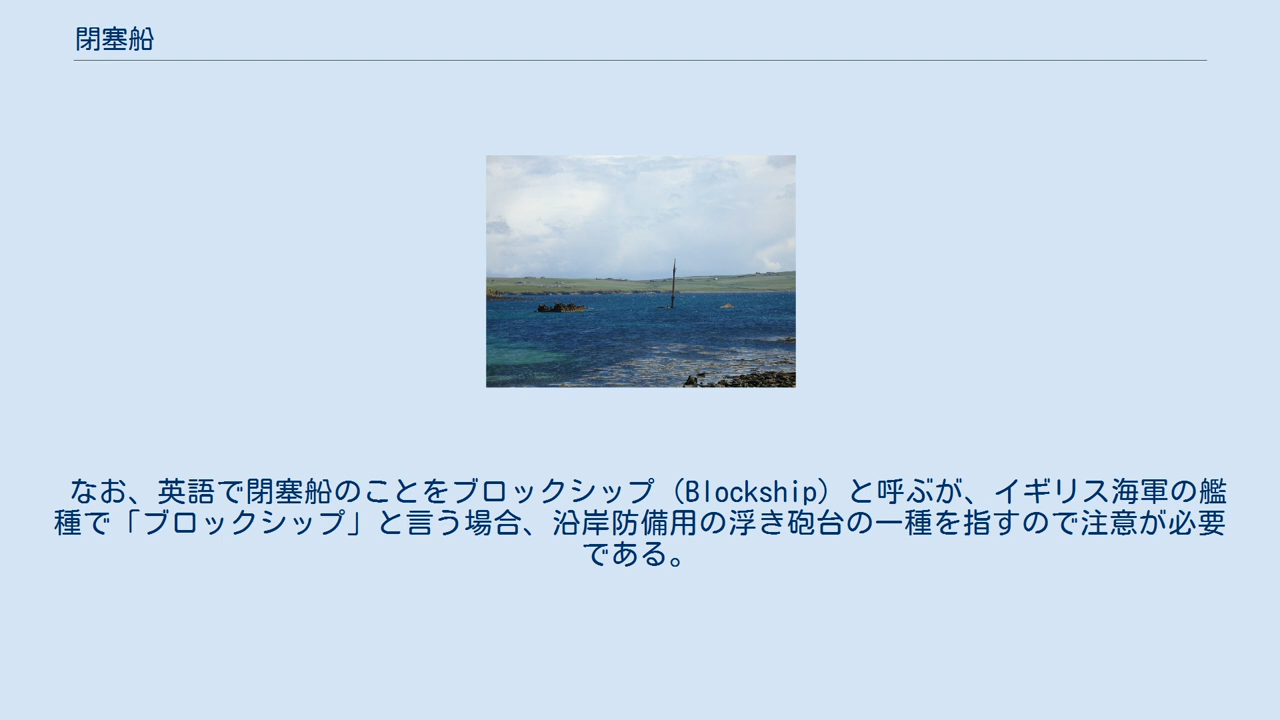 閉塞船
なお、英語で閉塞船のことをブロックシップ（Blockship）と呼ぶが、イギリス海軍の艦
種で「ブロックシップ」と言う場合、沿岸防備用の浮き砲台の一種を指すので注意が必要
である。